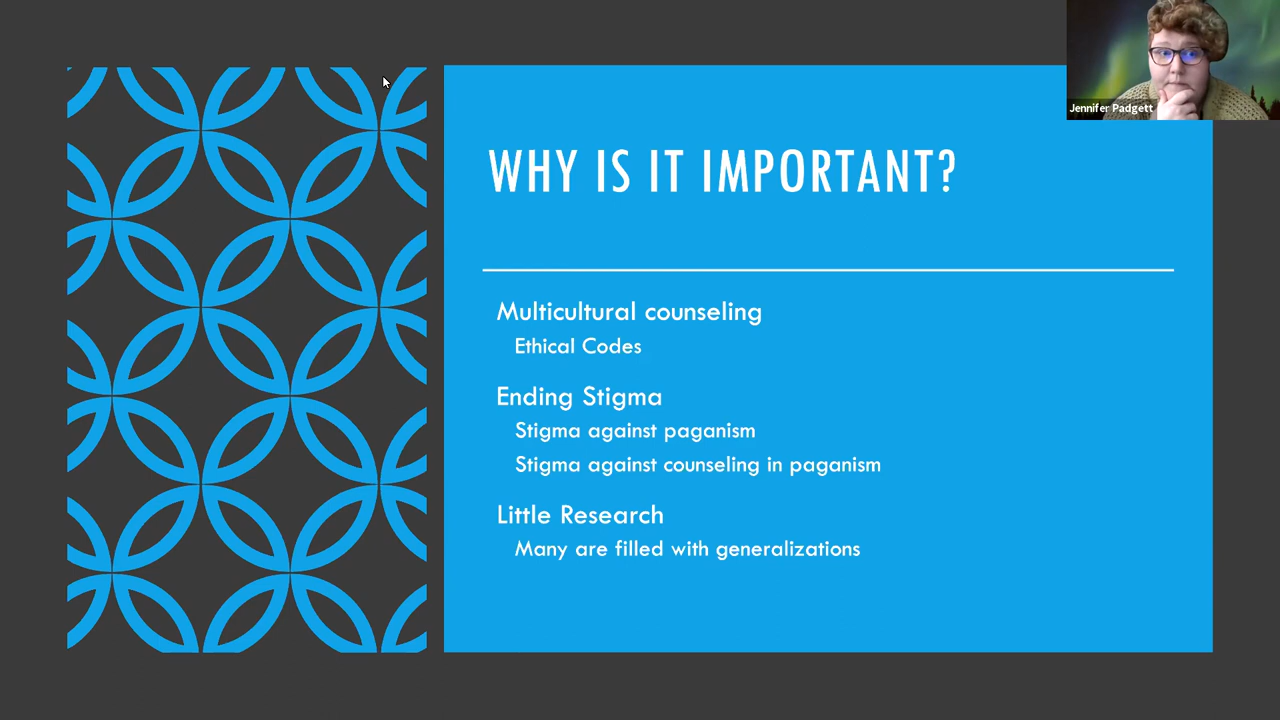 Jennifer Padgett
WHY IS IT IMPORTANT?
Multicultural counseling
Ethical Codes
Ending Stigma
Stigma against paganism
Stigma against counseling in paganism
Little Research
Many are filled with generalizations